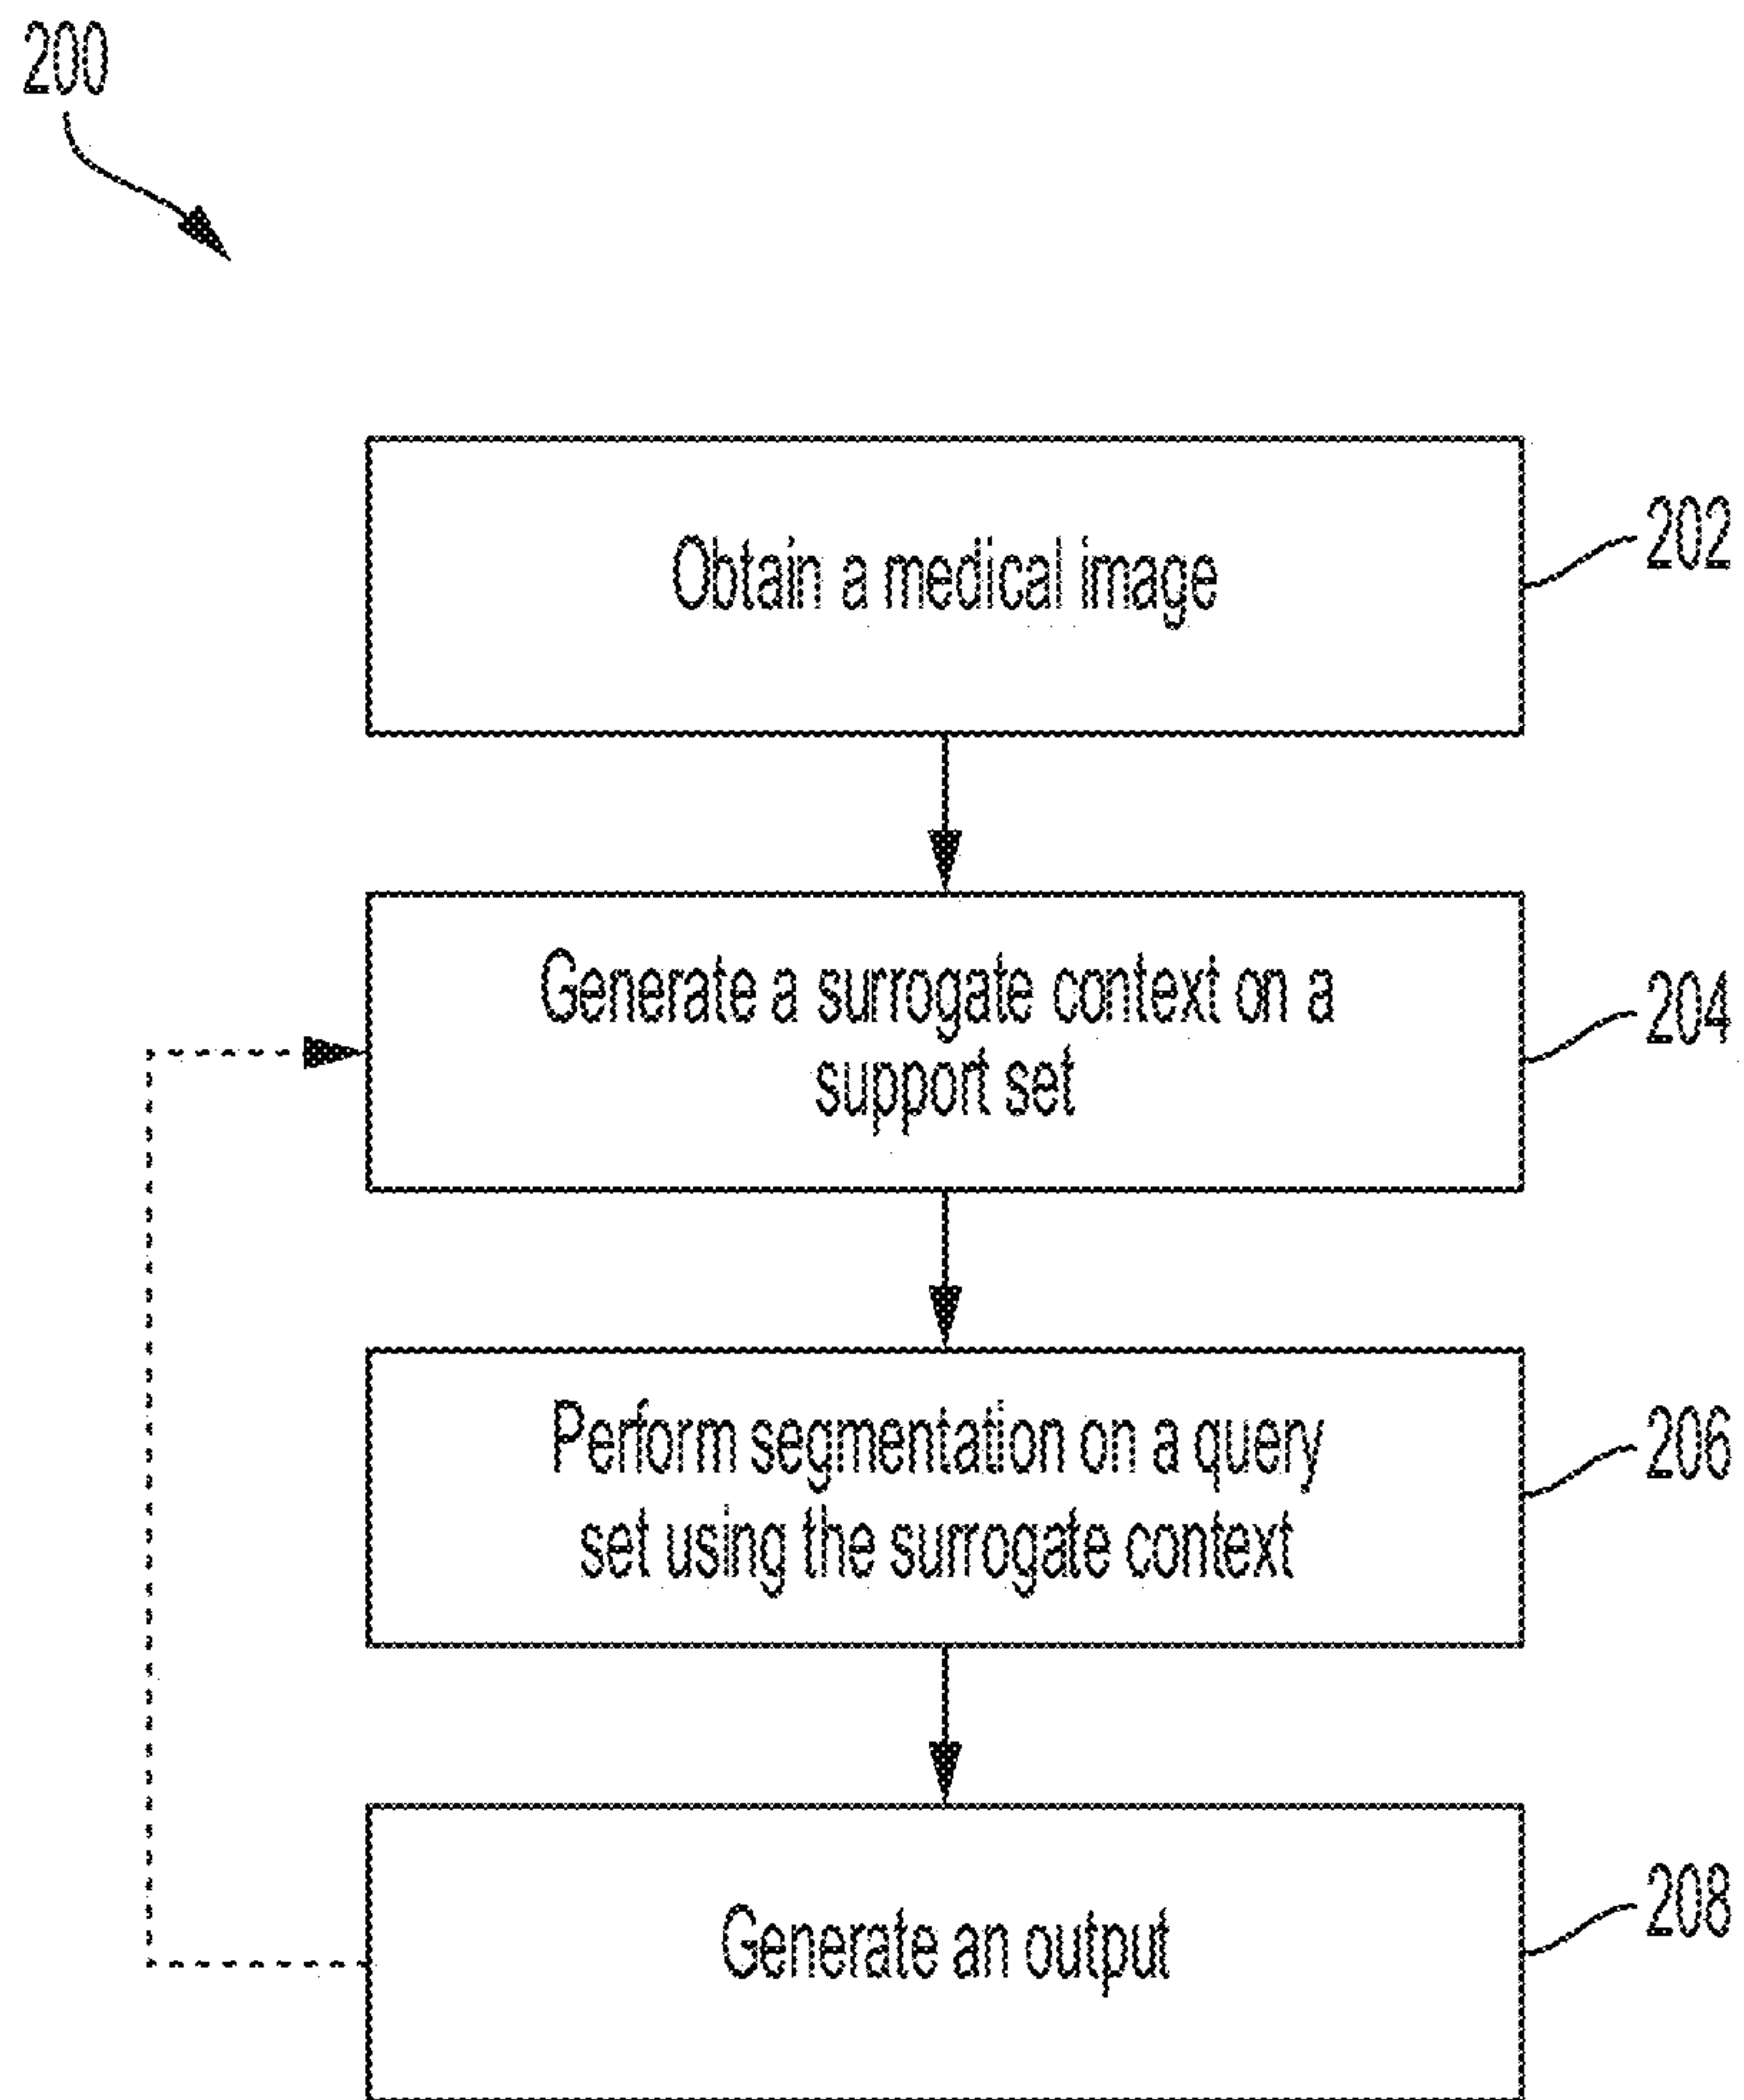 200
Obtain a medical image
202
Generate a surrogate context on a
support set
204
Perform segmentation on a query
set using the surrogate context
206
Generate an output
208